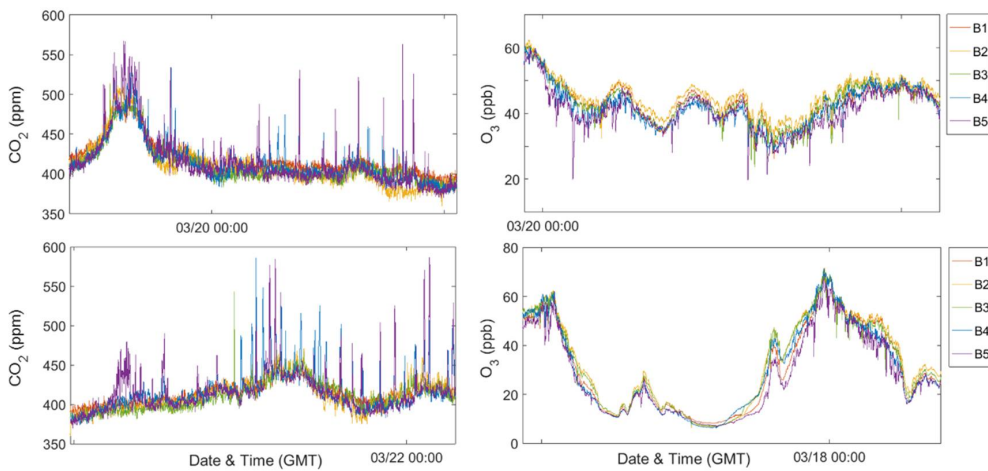 600
550
500
450
400
350
CO2 (ppm)
03/20 00:00
60
40
20
O3 (ppb)
03/20 00:00
B1
B2
B3
B4
B5
600
550
500
450
400
350
CO2 (ppm)
Date & Time (GMT)
03/22 00:00
80
60
40
20
0
O3 (ppb)
Date & Time (GMT)
03/18 00:00
B1
B2
B3
B4
B5